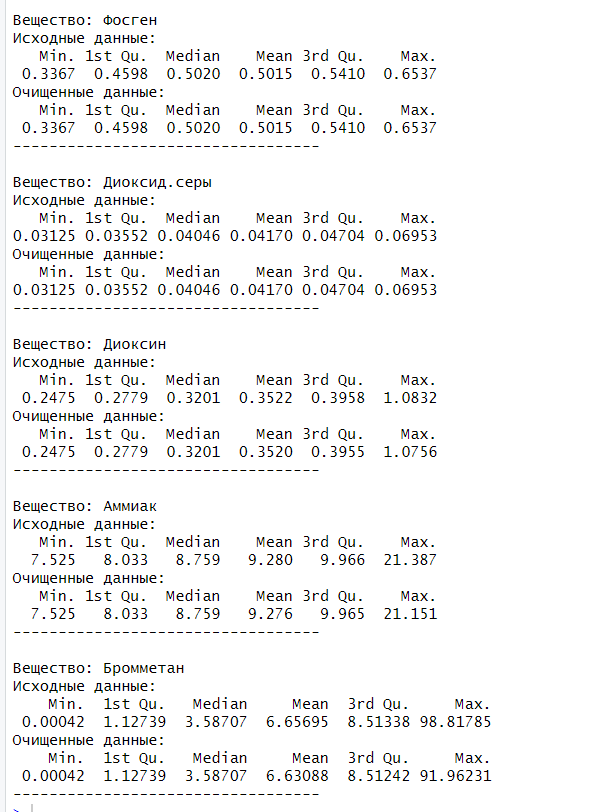 Вещество: Фосген
Исходные данные:
   Min. 1st Qu.  Median    Mean 3rd Qu.    Max.
 0.3367  0.4598  0.5020  0.5015  0.5410  0.6537
Очищенные данные:
   Min. 1st Qu.  Median    Mean 3rd Qu.    Max.
 0.3367  0.4598  0.5020  0.5015  0.5410  0.6537
----------------------------------
Вещество: Диоксид.серы
Исходные данные:
   Min. 1st Qu.  Median    Mean 3rd Qu.    Max.
0.03125 0.03552 0.04046 0.04170 0.04704 0.06953
Очищенные данные:
   Min. 1st Qu.  Median    Mean 3rd Qu.    Max.
0.03125 0.03552 0.04046 0.04170 0.04704 0.06953
----------------------------------
Вещество: Диоксин
Исходные данные:
   Min. 1st Qu.  Median    Mean 3rd Qu.    Max.
 0.2475  0.2779  0.3201  0.3522  0.3958  1.0832
Очищенные данные:
   Min. 1st Qu.  Median    Mean 3rd Qu.    Max.
 0.2475  0.2779  0.3201  0.3520  0.3955  1.0756
----------------------------------
Вещество: Аммиак
Исходные данные:
   Min. 1st Qu.  Median    Mean 3rd Qu.    Max.
  7.525   8.033   8.759   9.280   9.966  21.387
Очищенные данные:
   Min. 1st Qu.  Median    Mean 3rd Qu.    Max.
  7.525   8.033   8.759   9.276   9.965  21.151
----------------------------------
Вещество: Бромметан
Исходные данные:
    Min.  1st Qu.   Median     Mean  3rd Qu.     Max.
 0.00042  1.12739  3.58707  6.65695  8.51338 98.81785
Очищенные данные:
    Min.  1st Qu.   Median     Mean  3rd Qu.     Max.
 0.00042  1.12739  3.58707  6.63088  8.51242 91.96231
----------------------------------